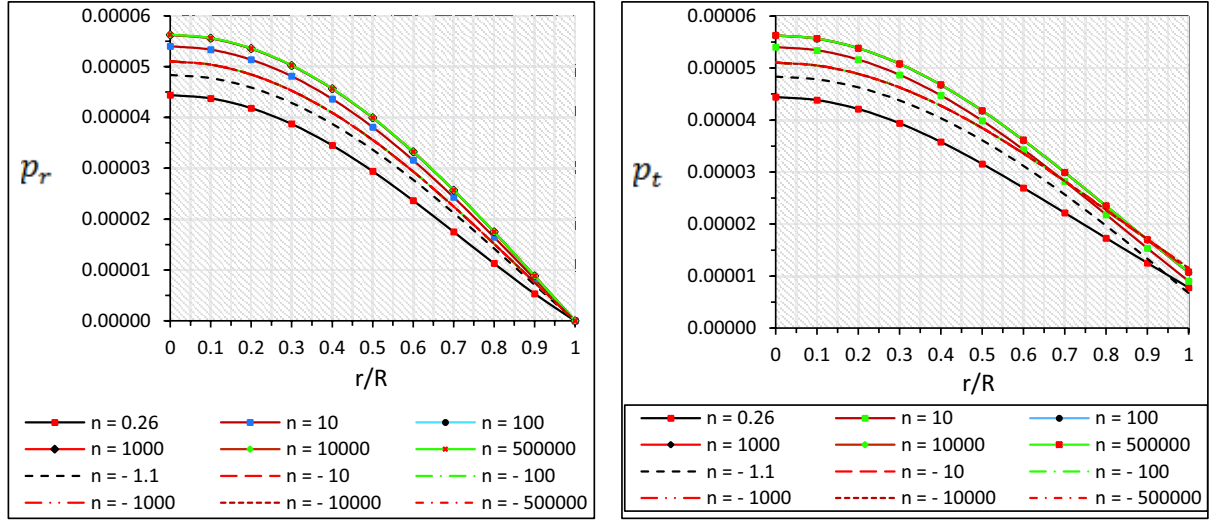 0.00006
0.00005
0.00004
0.00003
0.00002
0.00001
0.00000
p_r
0 0.1 0.2 0.3 0.4 0.5 0.6 0.7 0.8 0.9 1
r/R
n = 0.26 n = 10 n = 100
n = 1000 n = 10000 n = 500000
n = - 1.1 n = - 10 n = - 100
n = - 1000 n = - 10000 n = - 500000
0.00006
0.00005
0.00004
0.00003
0.00002
0.00001
0.00000
p_t
0 0.1 0.2 0.3 0.4 0.5 0.6 0.7 0.8 0.9 1
r/R
n = 0.26 n = 10 n = 100
n = 1000 n = 10000 n = 500000
n = - 1.1 n = - 10 n = - 100
n = - 1000 n = - 10000 n = - 500000